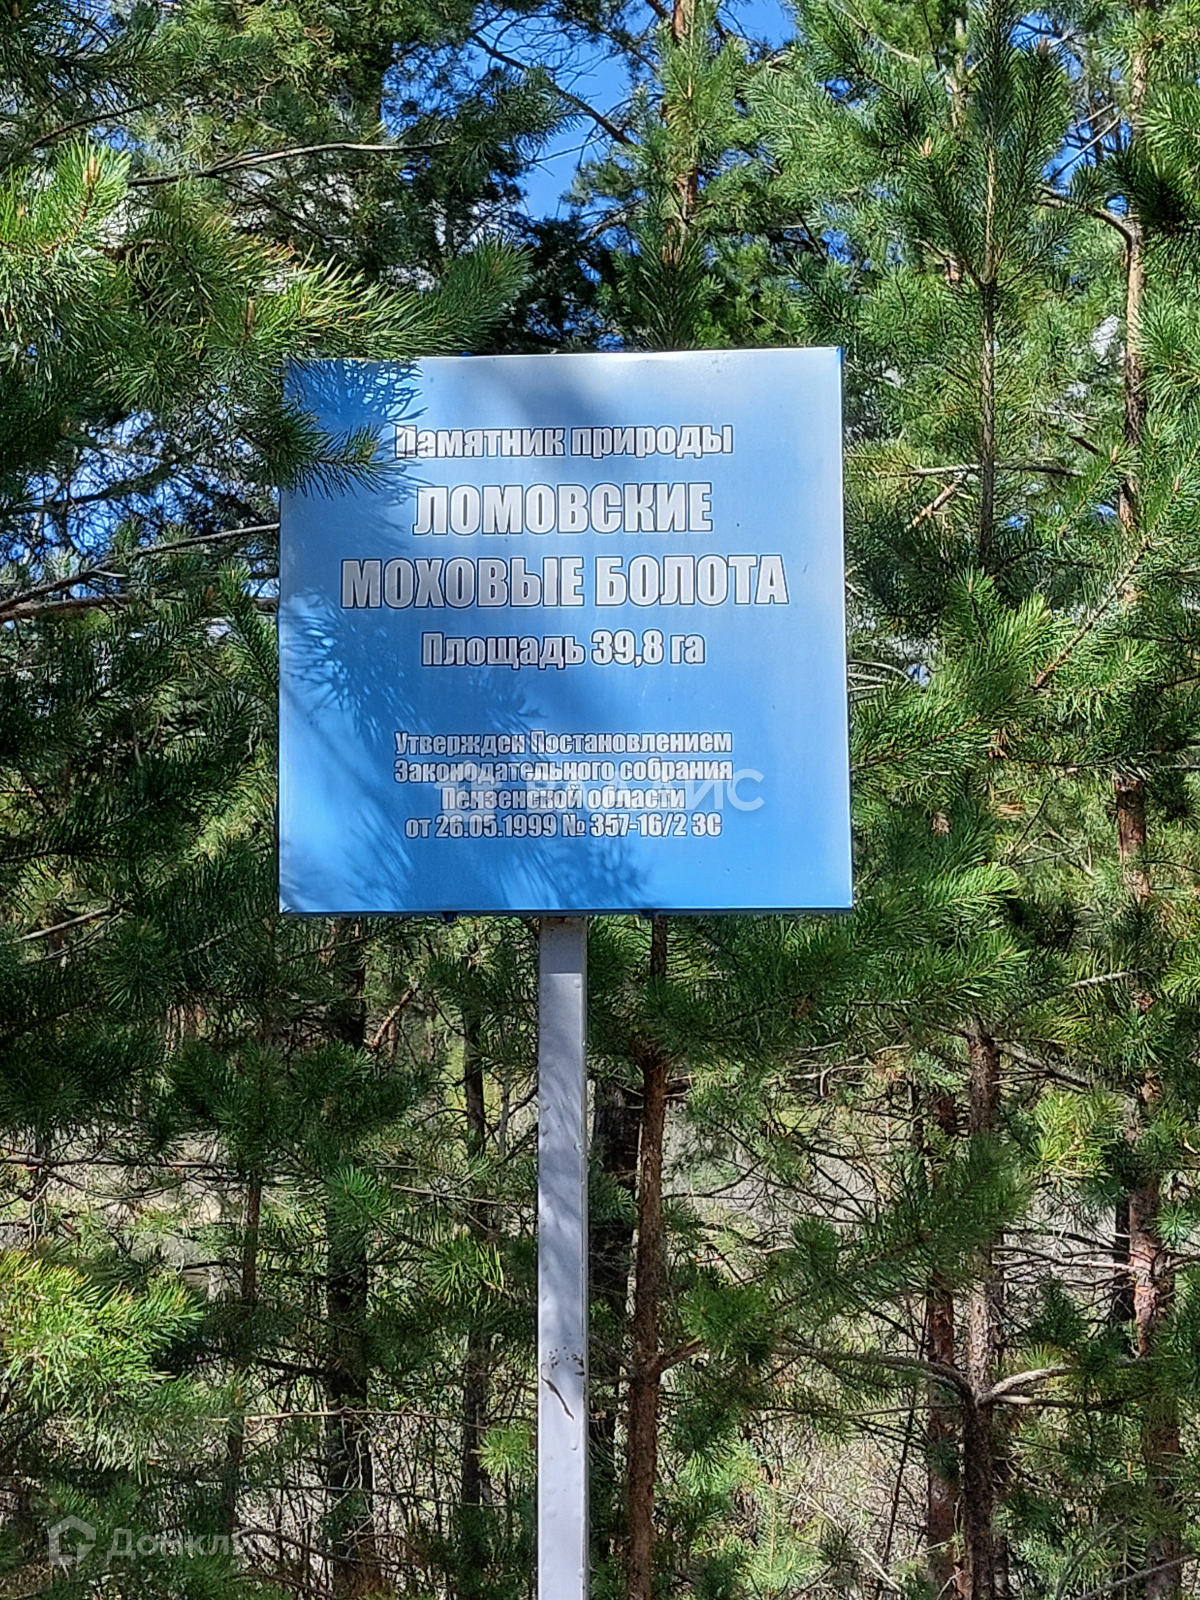 Памятник природы
ЛОМОВСКИЕ
МОХОВЫЕ БОЛОТА
Площадь 39,8 га
Утвержден Постановлением
Законодательного собрания
Пензенской области
от 26.05.1999 № 357-16/2 ЗС
Домклик